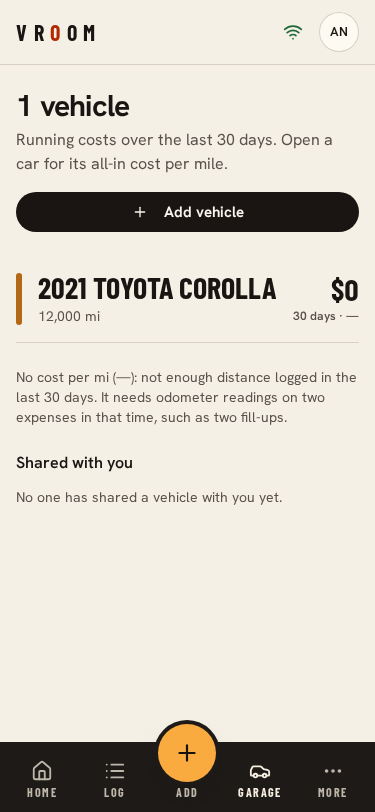 VROOM
AN
1 vehicle
Running costs over the last 30 days. Open a
car for its all-in cost per mile.
+ Add vehicle
2021 TOYOTA COROLLA
$0
12,000 mi
30 days · —
No cost per mi (—): not enough distance logged in the
last 30 days. It needs odometer readings on two
expenses in that time, such as two fill-ups.
Shared with you
No one has shared a vehicle with you yet.
HOME
LOG
ADD
GARAGE
MORE